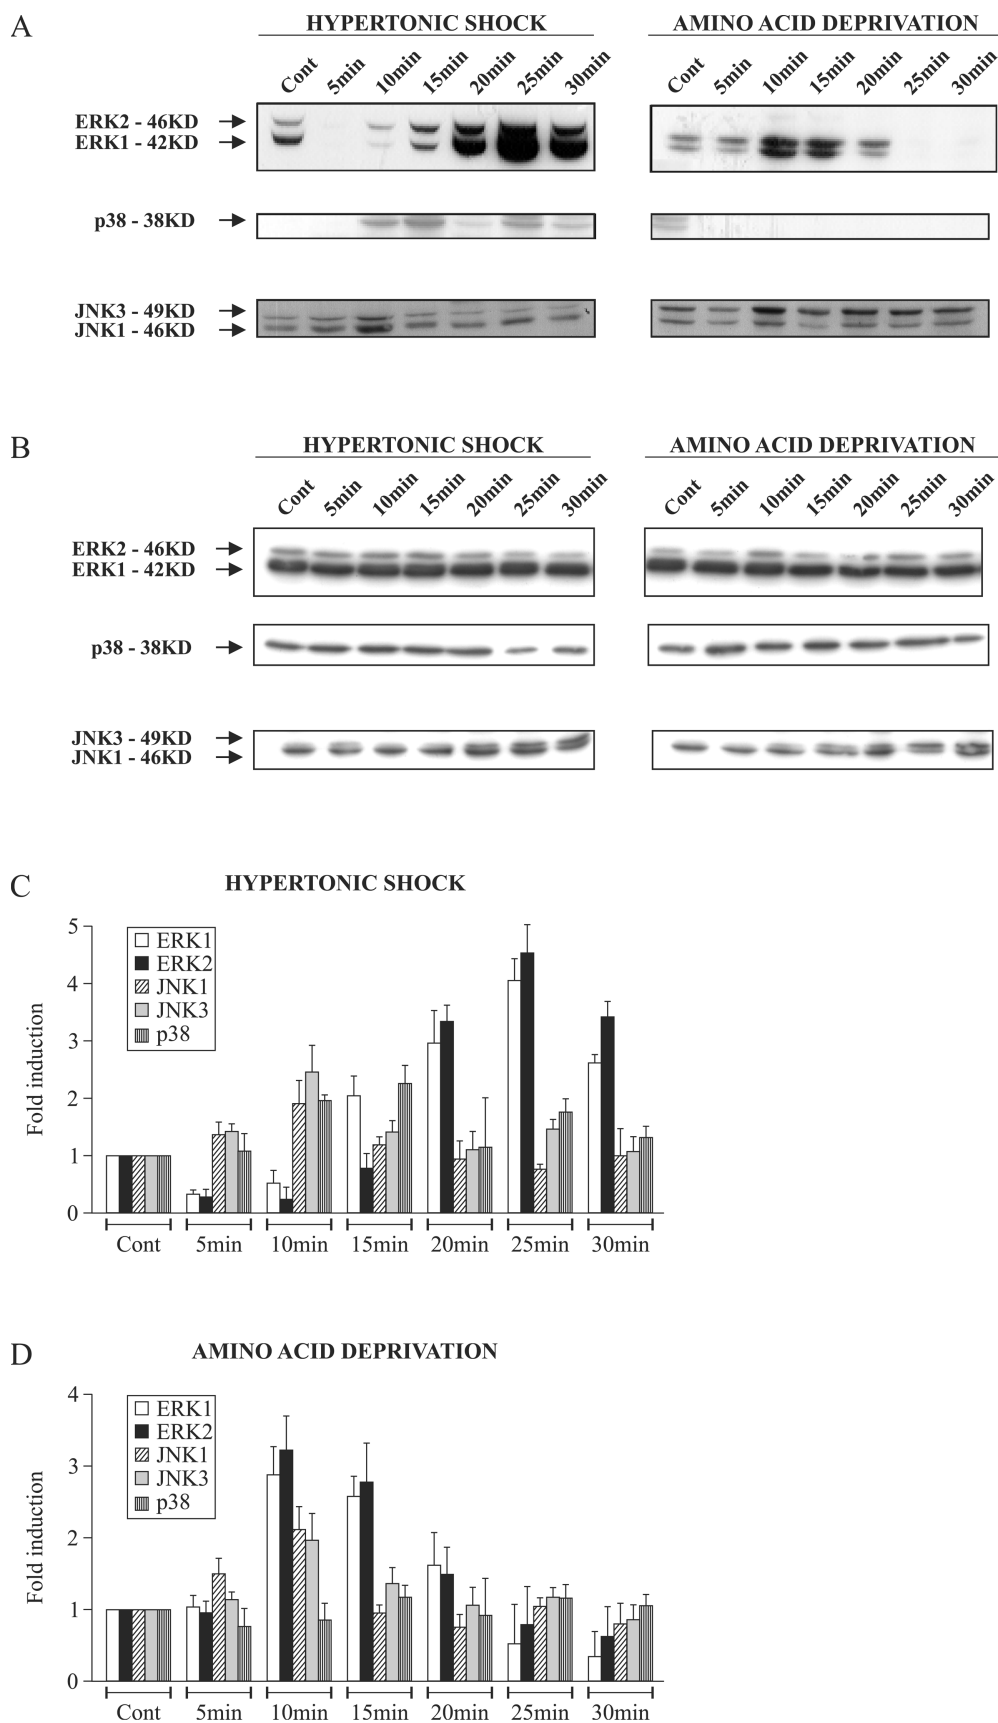 A
HYPERTONIC SHOCK
AMINO ACID DEPRIVATION
Cont 5min 10min 15min 20min 25min 30min
Cont 5min 10min 15min 20min 25min 30min
ERK2 - 46KD
ERK1 - 42KD
p38 - 38KD
JNK3 - 49KD
JNK1 - 46KD
B
HYPERTONIC SHOCK
AMINO ACID DEPRIVATION
Cont 5min 10min 15min 20min 25min 30min
Cont 5min 10min 15min 20min 25min 30min
ERK2 - 46KD
ERK1 - 42KD
p38 - 38KD
JNK3 - 49KD
JNK1 - 46KD
C
HYPERTONIC SHOCK
Fold induction
5
4
3
2
1
0
ERK1
ERK2
JNK1
JNK3
p38
Cont 5min 10min 15min 20min 25min 30min
D
AMINO ACID DEPRIVATION
Fold induction
4
3
2
1
0
ERK1
ERK2
JNK1
JNK3
p38
Cont 5min 10min 15min 20min 25min 30min